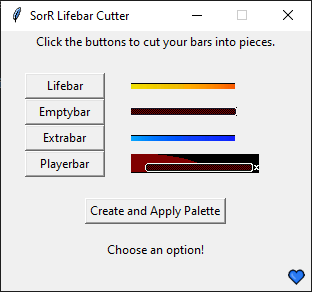 SorR Lifebar Cutter
Click the buttons to cut your bars into pieces.
Lifebar
Emptybar
Extrabar
Playerbar
Create and Apply Palette
Choose an option!